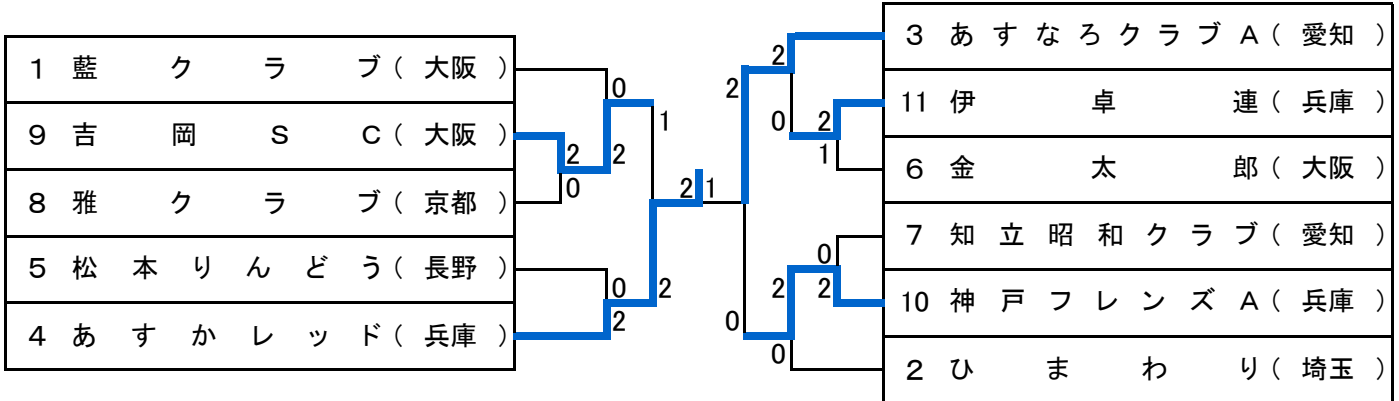 1 藍クラブ(大阪)
9 吉岡SC(大阪)
8 雅クラブ(京都)
5 松本りんどう(長野)
4 あすかレッド(兵庫)
0
2
0
2
1
0
2
2
2 1
2
0
2
0
2
1
0
2
2
0
3 あすなろクラブA(愛知)
11 伊卓連(兵庫)
6 金太郎(大阪)
7 知立昭和クラブ(愛知)
10 神戸フレンズA(兵庫)
2 ひまわり(埼玉)